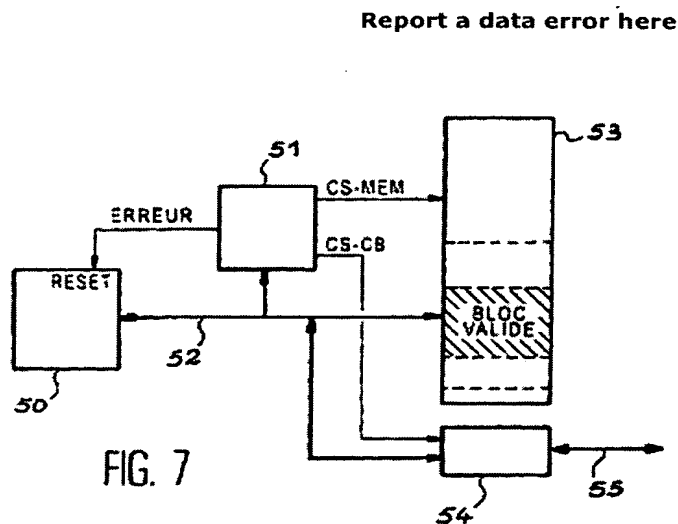 Report a data error here
53
51
CS-MEM
ERREUR
CS-CB
RESET
BLOC
VALIDE
52
50
FIG. 7
54
55